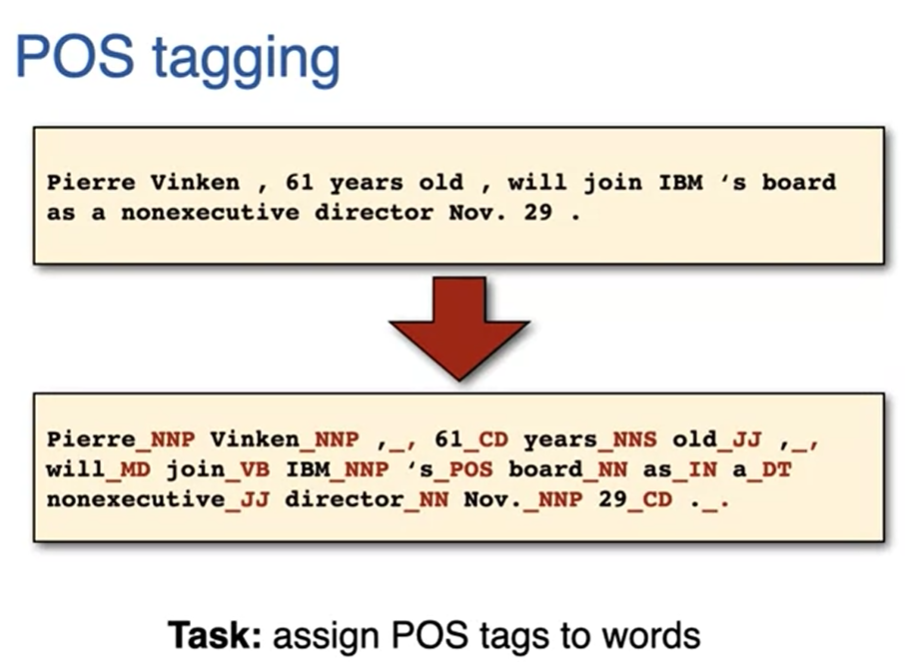 POS tagging
Pierre Vinken , 61 years old , will join IBM ‘s board
as a nonexecutive director Nov. 29 .
Pierre_NNP Vinken_NNP ,_, 61_CD years_NNS old_JJ ,_,
will_MD join_VB IBM_NNP ‘s_POS board_NN as_IN a_DT
nonexecutive_JJ director_NN Nov._NNP 29_CD ._.
Task: assign POS tags to words